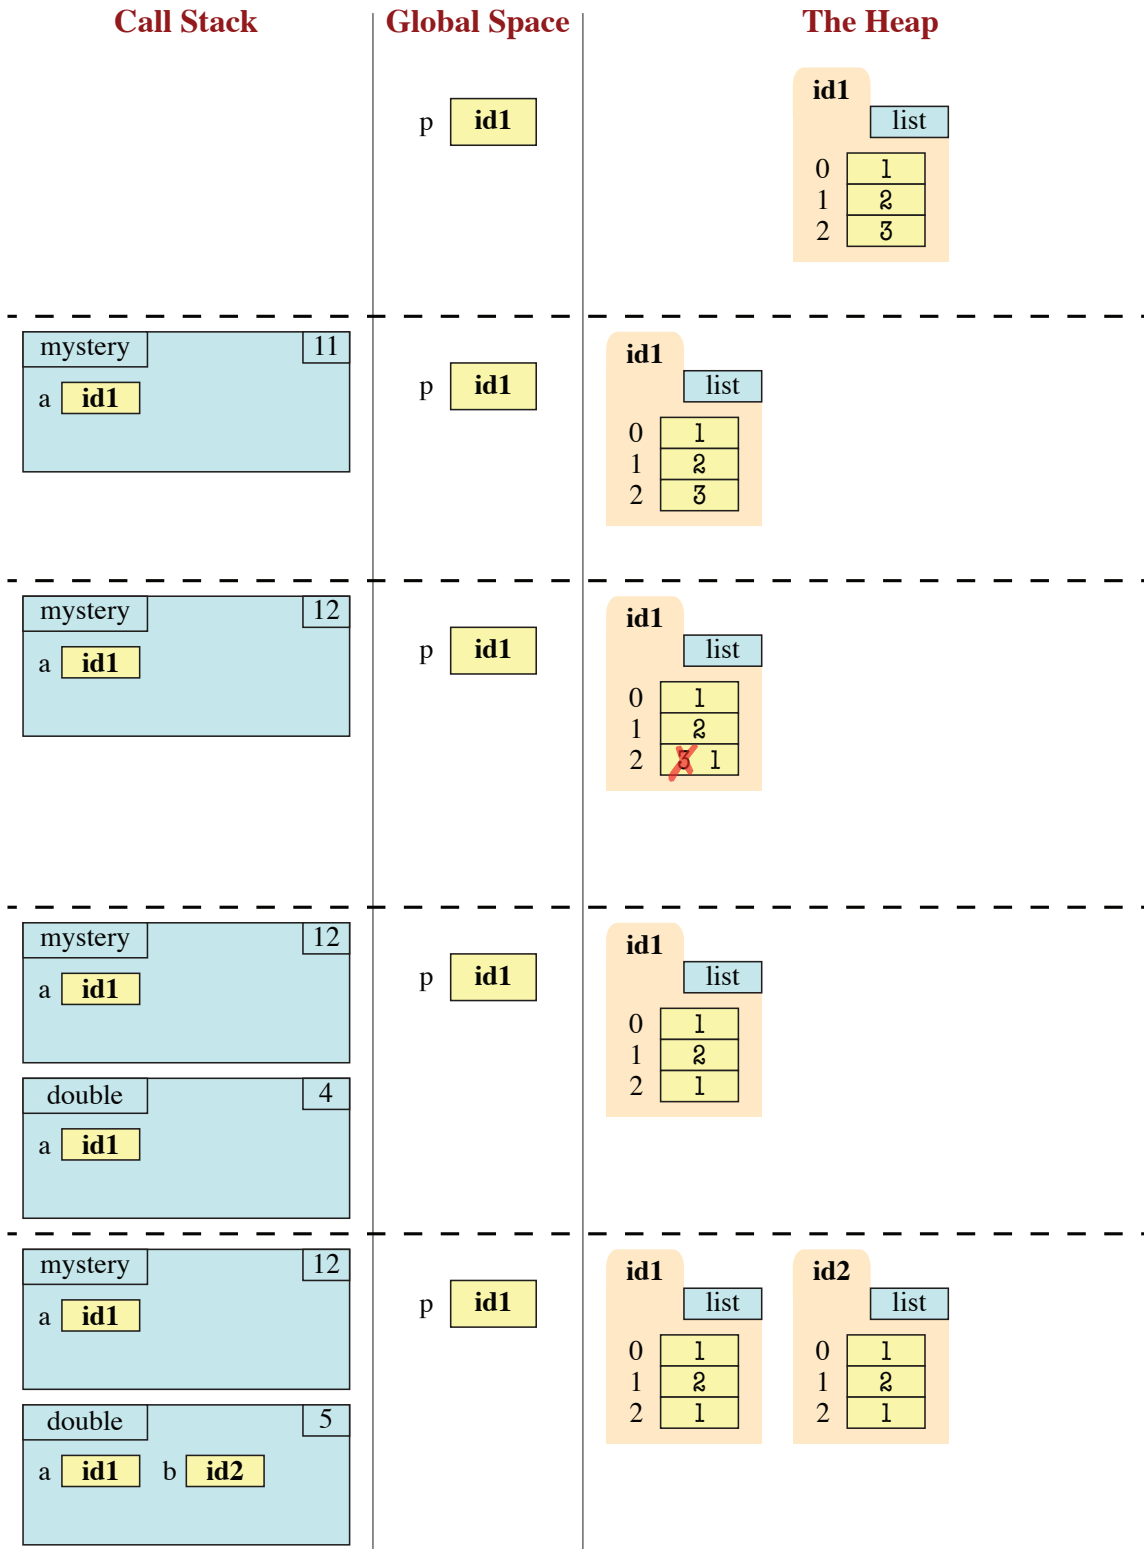 Call Stack Global Space The Heap
id1
p id1
list
0 1
1 2
2 3
mystery 11
a id1
p id1
id1
list
0 1
1 2
2 3
mystery 12
a id1
p id1
id1
list
0 1
1 2
2 3 1
mystery 12
a id1
p id1
id1
list
0 1
1 2
2 1
double 4
a id1
mystery 12
a id1
p id1
id1 id2
list list
0 1 0 1
1 2 1 2
2 1 2 1
double 5
a id1 b id2